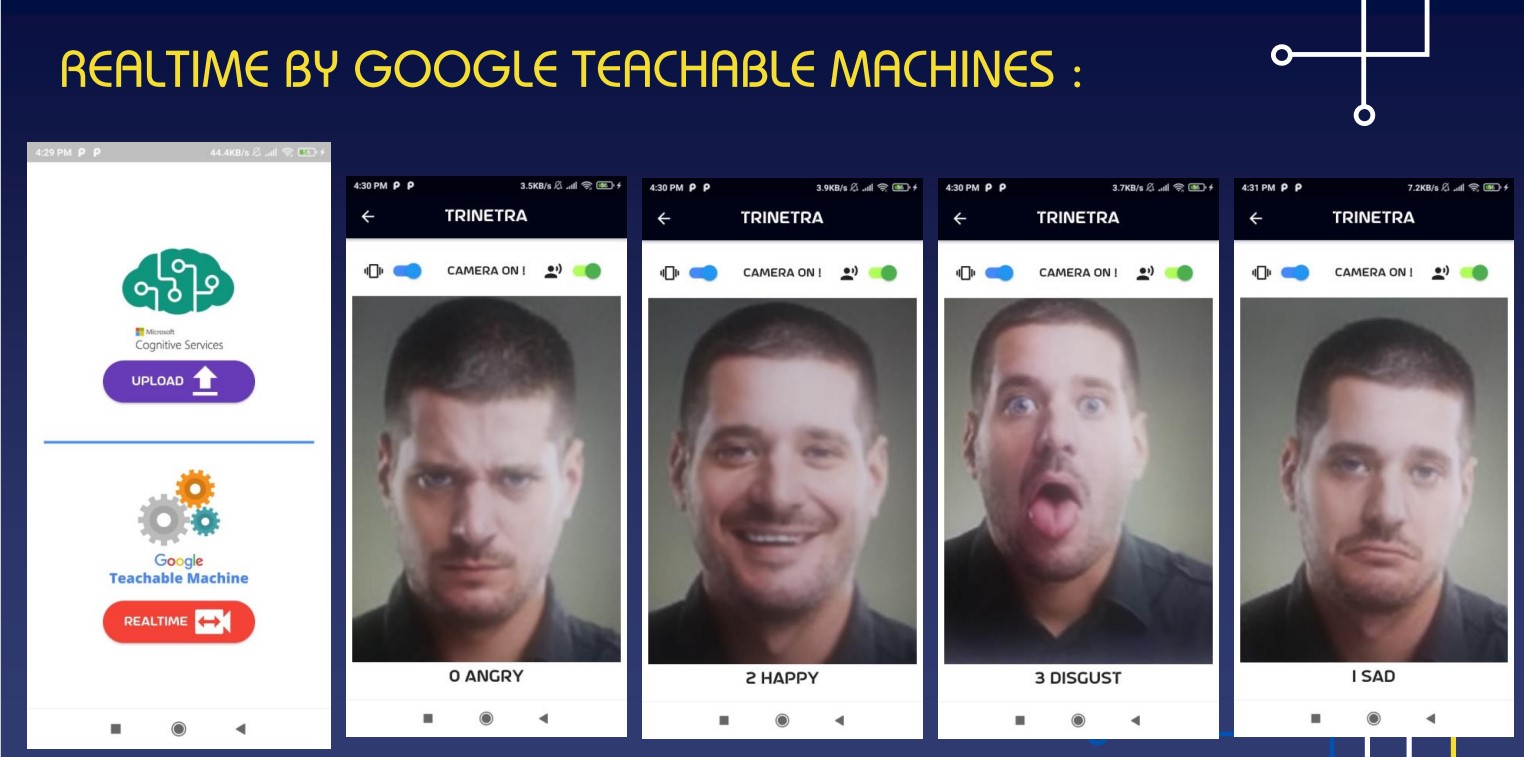 REALTIME BY GOOGLE TEACHABLE MACHINES :
4:29 PM P P 44.4KB/s
Microsoft
Cognitive Services
UPLOAD
Google
Teachable Machine
REALTIME
4:30 PM P P 3.5KB/s
TRINETRA
CAMERA ON !
0 ANGRY
4:30 PM P P 3.9KB/s
TRINETRA
CAMERA ON !
2 HAPPY
4:30 PM P P 3.7KB/s
TRINETRA
CAMERA ON !
3 DISGUST
4:31 PM P P 7.2KB/s
TRINETRA
CAMERA ON !
1 SAD